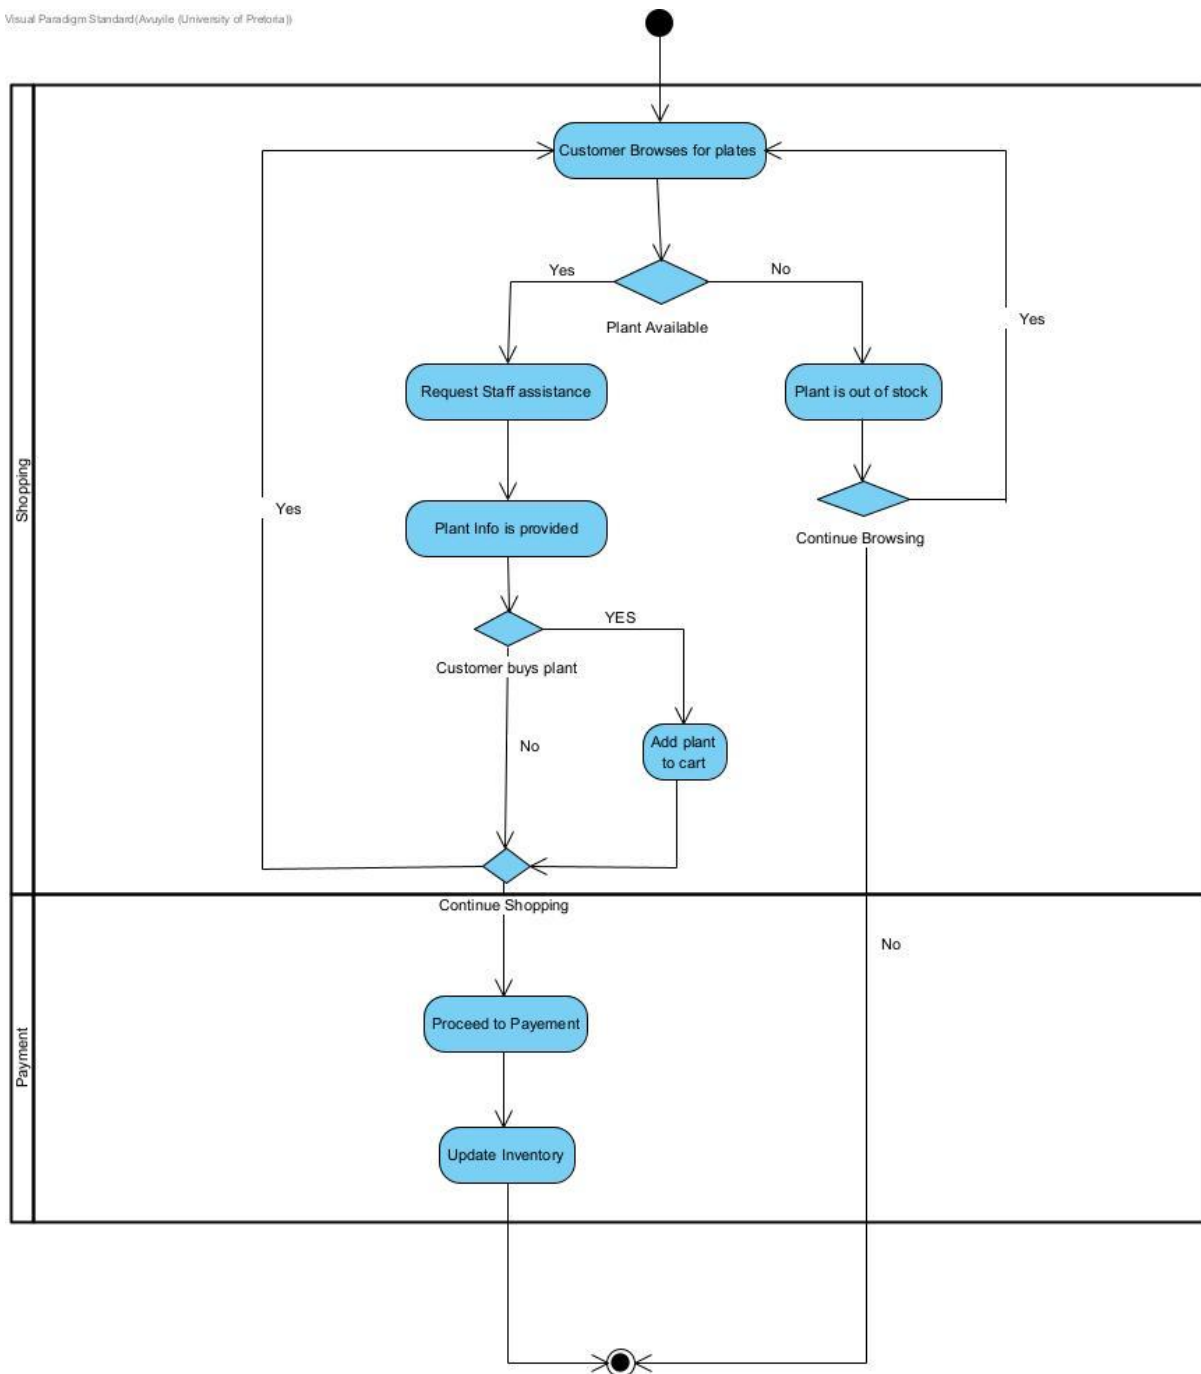 Visual Paradigm Standard(Avuyile (University of Pretoria))
Customer Browses for plates
Yes
No
Plant Available
Yes
Request Staff assistance
Plant is out of stock
Shopping
Yes
Plant Info is provided
Continue Browsing
YES
Customer buys plant
No
Add plant
to cart
Continue Shopping
No
Proceed to Payement
Payment
Update Inventory